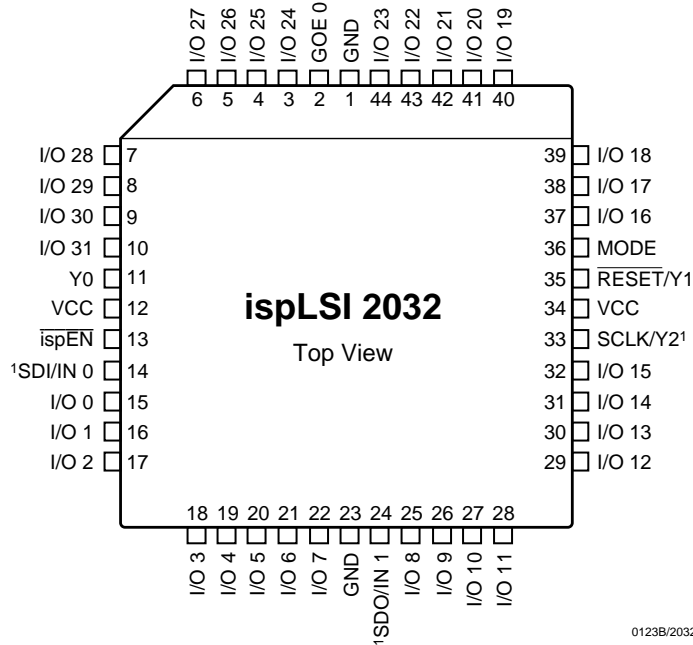 I/O 27
I/O 26
I/O 25
I/O 24
GOE 0
GND
I/O 23
I/O 22
I/O 21
I/O 20
I/O 19
6 5 4 3 2 1 44 43 42 41 40
I/O 28 7 39 I/O 18
I/O 29 8 38 I/O 17
I/O 30 9 37 I/O 16
I/O 31 10 36 MODE
Y0 11 35 RESET/Y1
VCC 12 34 VCC
ispEN 13 33 SCLK/Y2¹
¹SDI/IN 0 14 32 I/O 15
I/O 0 15 31 I/O 14
I/O 1 16 30 I/O 13
I/O 2 17 29 I/O 12
ispLSI 2032
Top View
18 19 20 21 22 23 24 25 26 27 28
I/O 3
I/O 4
I/O 5
I/O 6
I/O 7
GND
¹SDO/IN 1
I/O 8
I/O 9
I/O 10
I/O 11
0123B/2032